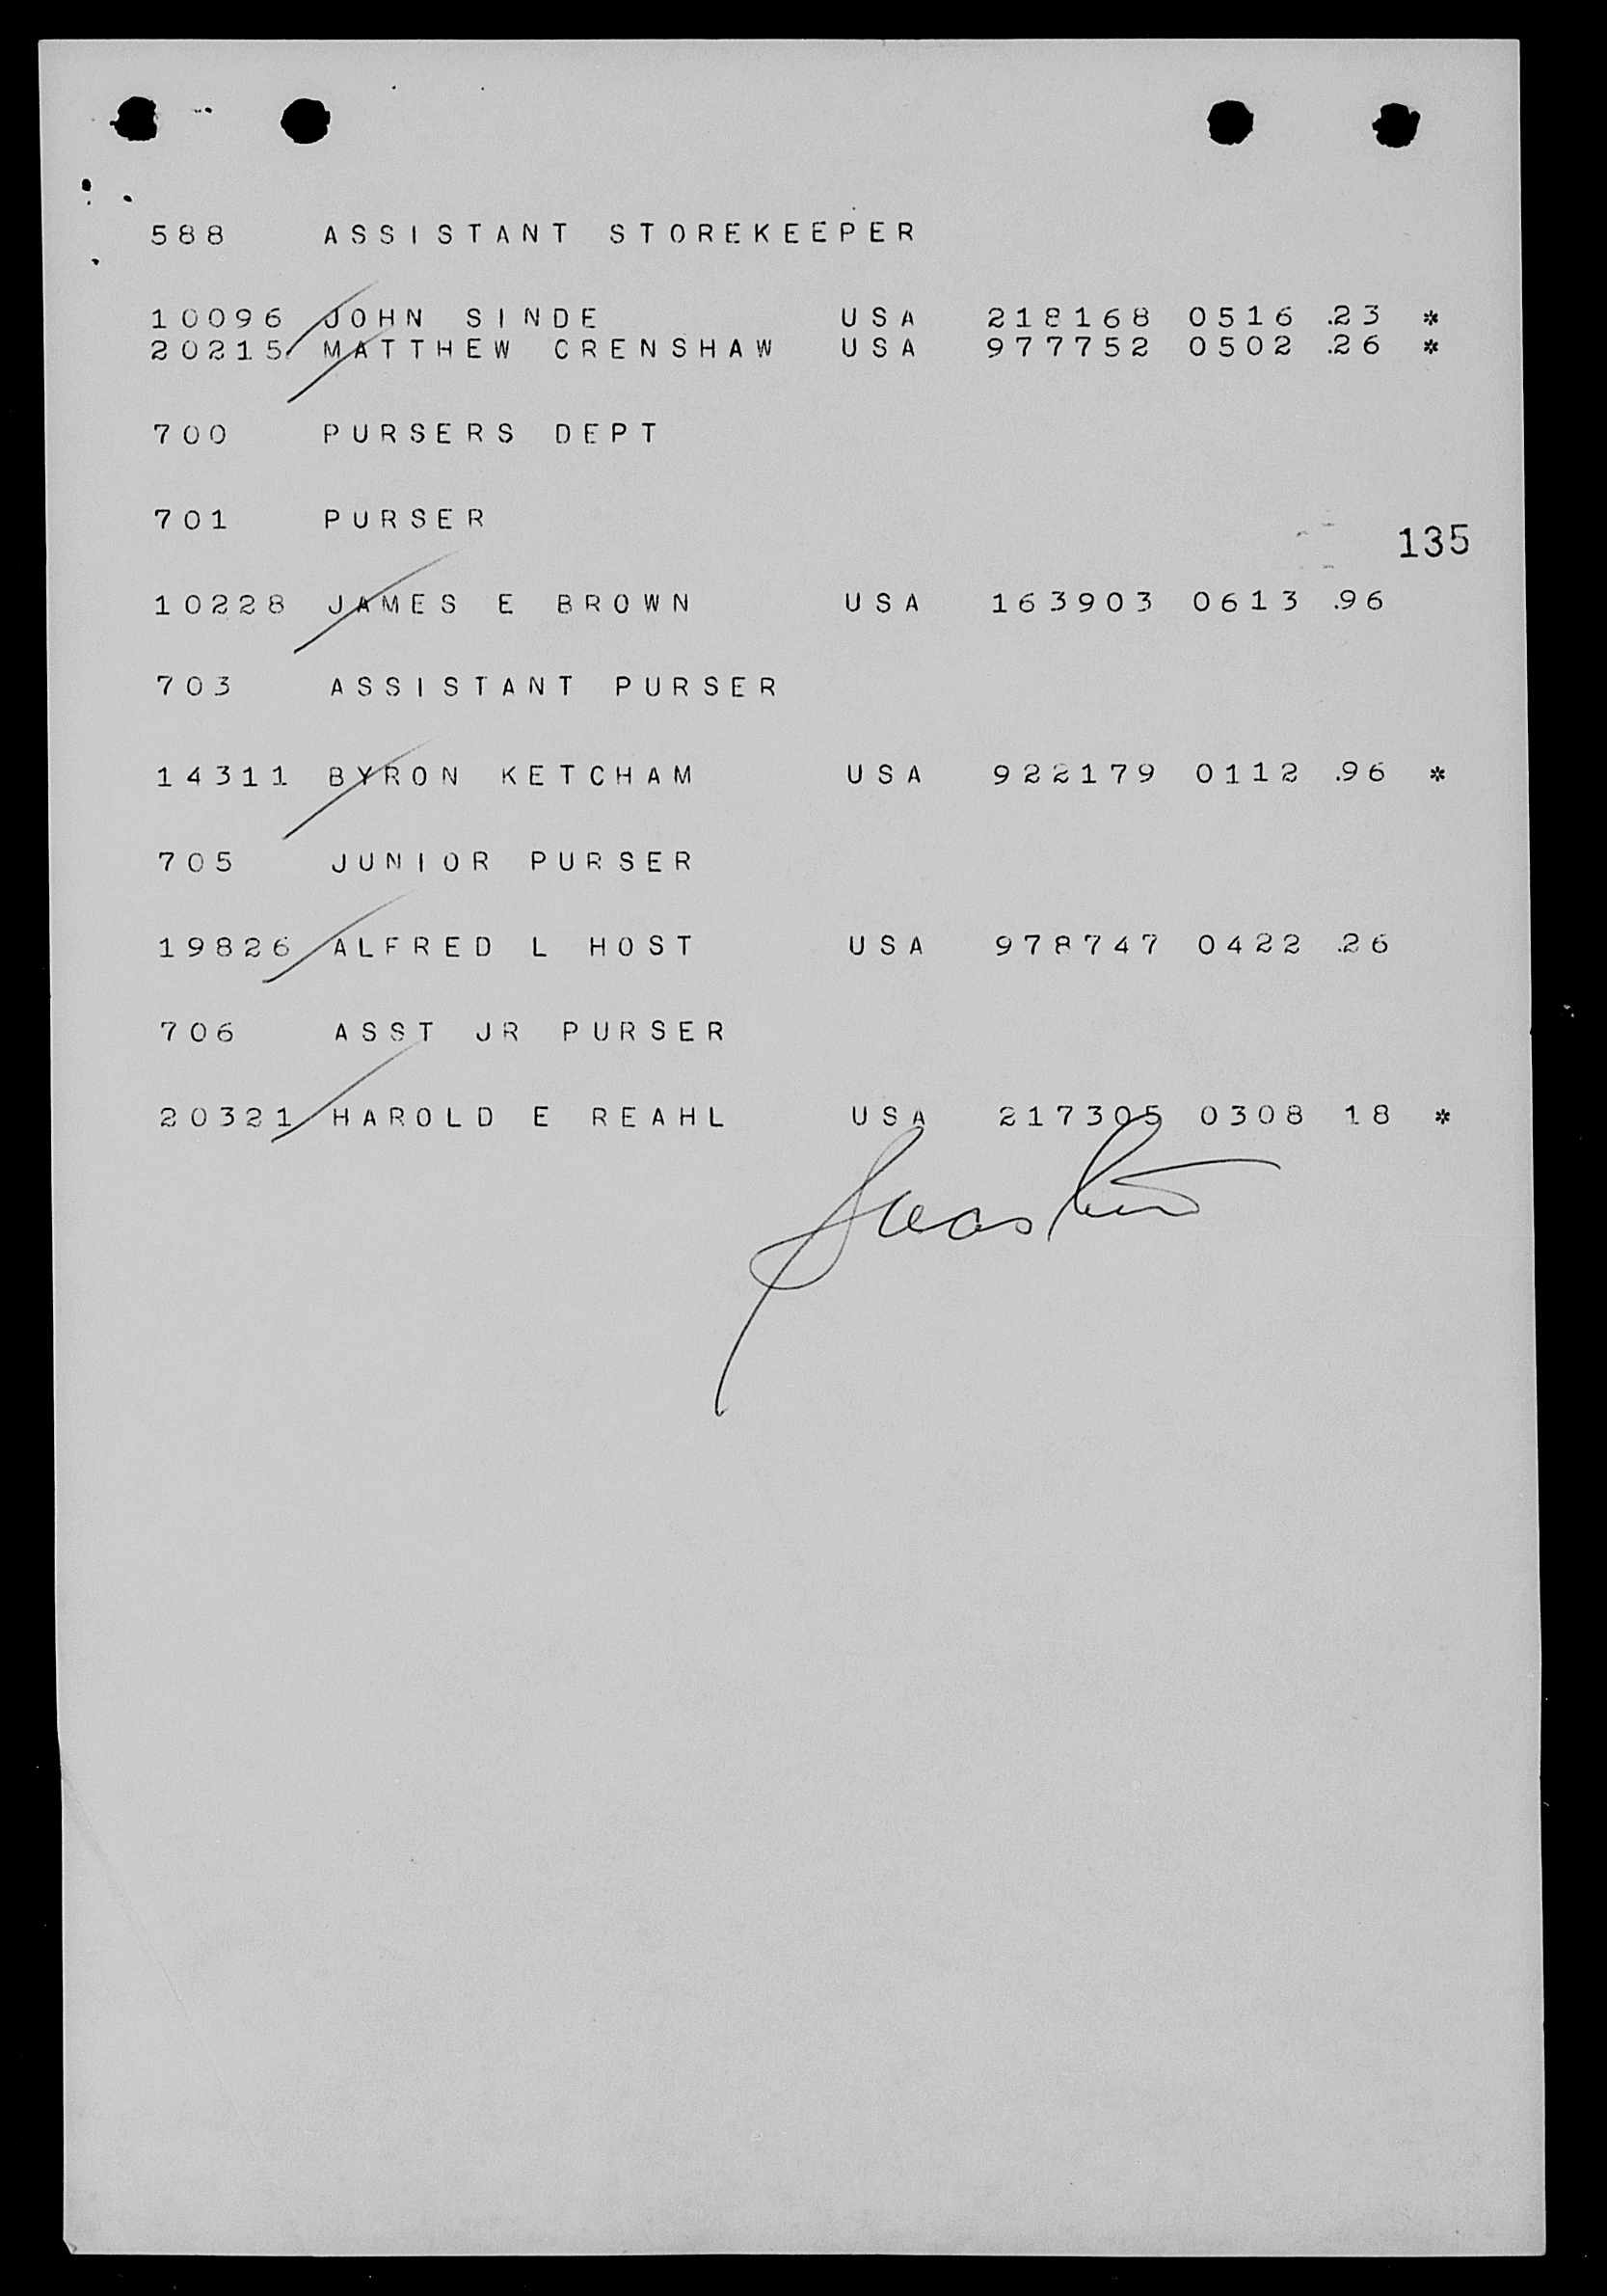 588 ASSISTANT STOREKEEPER
10096 JOHN SINDE USA 218168 0516 .23 *
20215 MATTHEW CRENSHAW USA 977752 0502 .26 *
700 PURSERS DEPT
701 PURSER
135
10228 JAMES E BROWN USA 163903 0613 .96
703 ASSISTANT PURSER
14311 BYRON KETCHAM USA 922179 0112 .96 *
705 JUNIOR PURSER
19826 ALFRED L HOST USA 978747 0422 .26
706 ASST JR PURSER
20321 HAROLD E REAHL USA 217305 0308 18 *